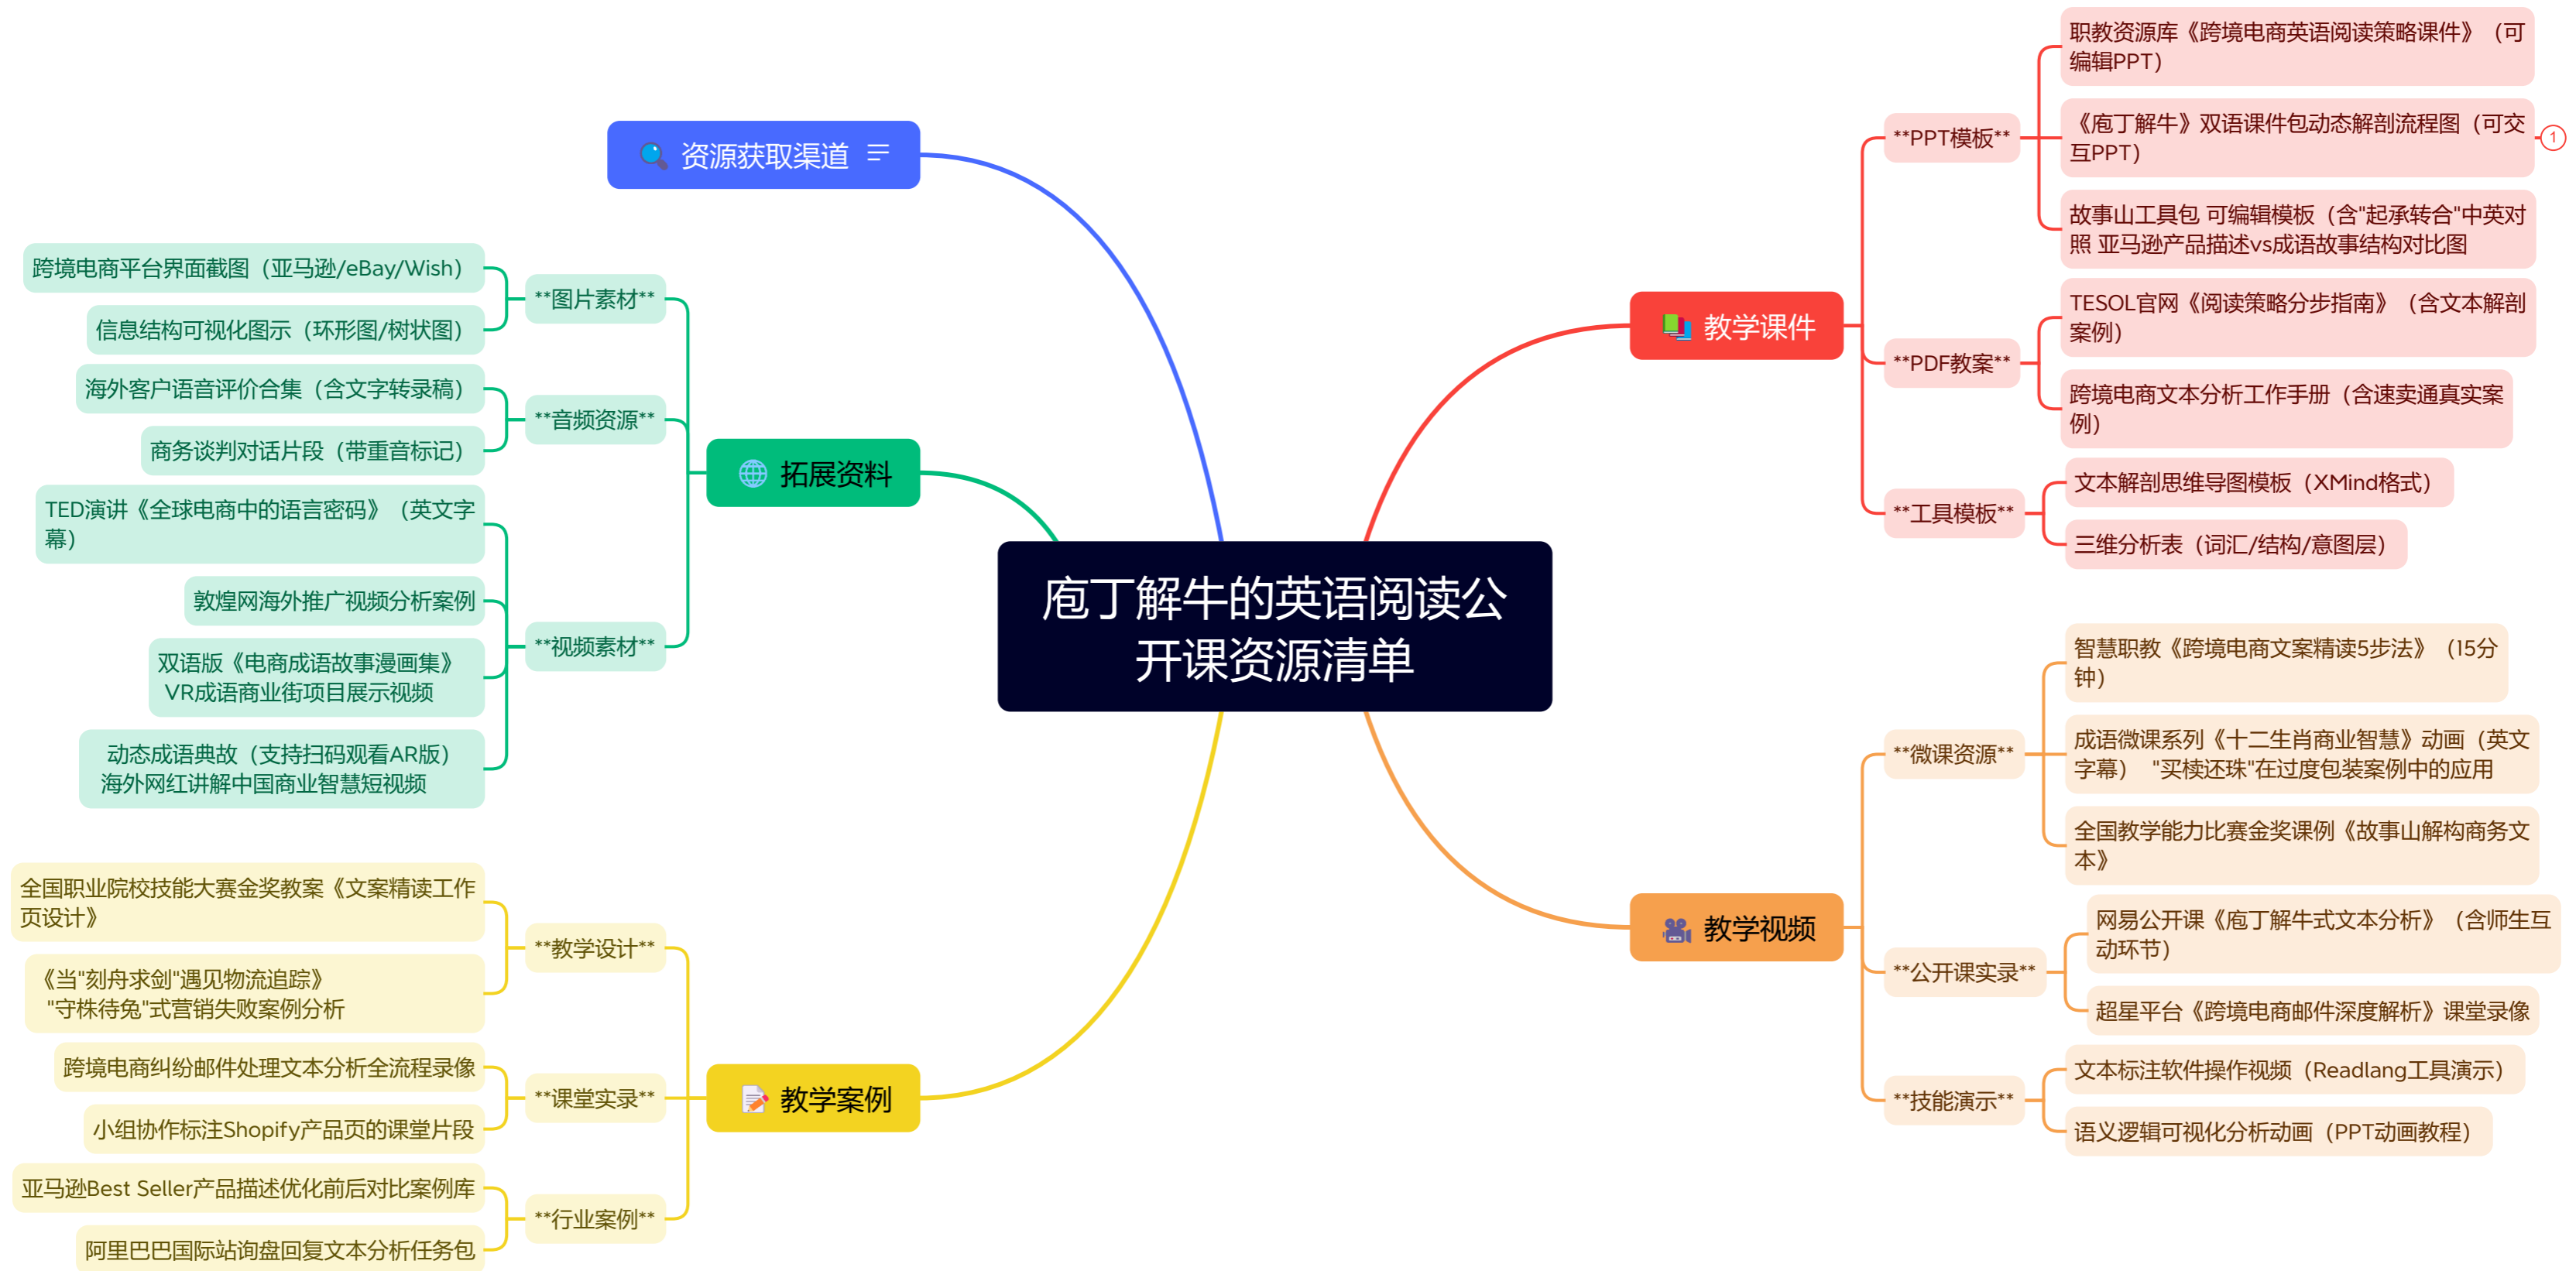 庖丁解牛的英语阅读公
开课资源清单
教学课件
**PPT模板**
职教资源库《跨境电商英语阅读策略课件》（可
编辑PPT）
《庖丁解牛》双语课件包动态解剖流程图（可交
互PPT）
1
故事山工具包 可编辑模板（含"起承转合"中英对
照 亚马逊产品描述vs成语故事结构对比图
**PDF教案**
TESOL官网《阅读策略分步指南》（含文本解剖
案例）
跨境电商文本分析工作手册（含速卖通真实案
例）
**工具模板**
文本解剖思维导图模板（XMind格式）
三维分析表（词汇/结构/意图层）
教学视频
**微课资源**
智慧职教《跨境电商文案精读5步法》（15分
钟）
成语微课系列《十二生肖商业智慧》动画（英文
字幕） "买椟还珠"在过度包装案例中的应用
全国教学能力比赛金奖课例《故事山解构商务文
本》
**公开课实录**
网易公开课《庖丁解牛式文本分析》（含师生互
动环节）
超星平台《跨境电商邮件深度解析》课堂录像
**技能演示**
文本标注软件操作视频（Readlang工具演示）
语义逻辑可视化分析动画（PPT动画教程）
资源获取渠道
拓展资料
**图片素材**
跨境电商平台界面截图（亚马逊/eBay/Wish）
信息结构可视化图示（环形图/树状图）
**音频资源**
海外客户语音评价合集（含文字转录稿）
商务谈判对话片段（带重音标记）
**视频素材**
TED演讲《全球电商中的语言密码》（英文字
幕）
敦煌网海外推广视频分析案例
双语版《电商成语故事漫画集》
VR成语商业街项目展示视频
动态成语典故（支持扫码观看AR版）
海外网红讲解中国商业智慧短视频
教学案例
**教学设计**
全国职业院校技能大赛金奖教案《文案精读工作
页设计》
《当"刻舟求剑"遇见物流追踪》
"守株待兔"式营销失败案例分析
**课堂实录**
跨境电商纠纷邮件处理文本分析全流程录像
小组协作标注Shopify产品页的课堂片段
**行业案例**
亚马逊Best Seller产品描述优化前后对比案例库
阿里巴巴国际站询盘回复文本分析任务包